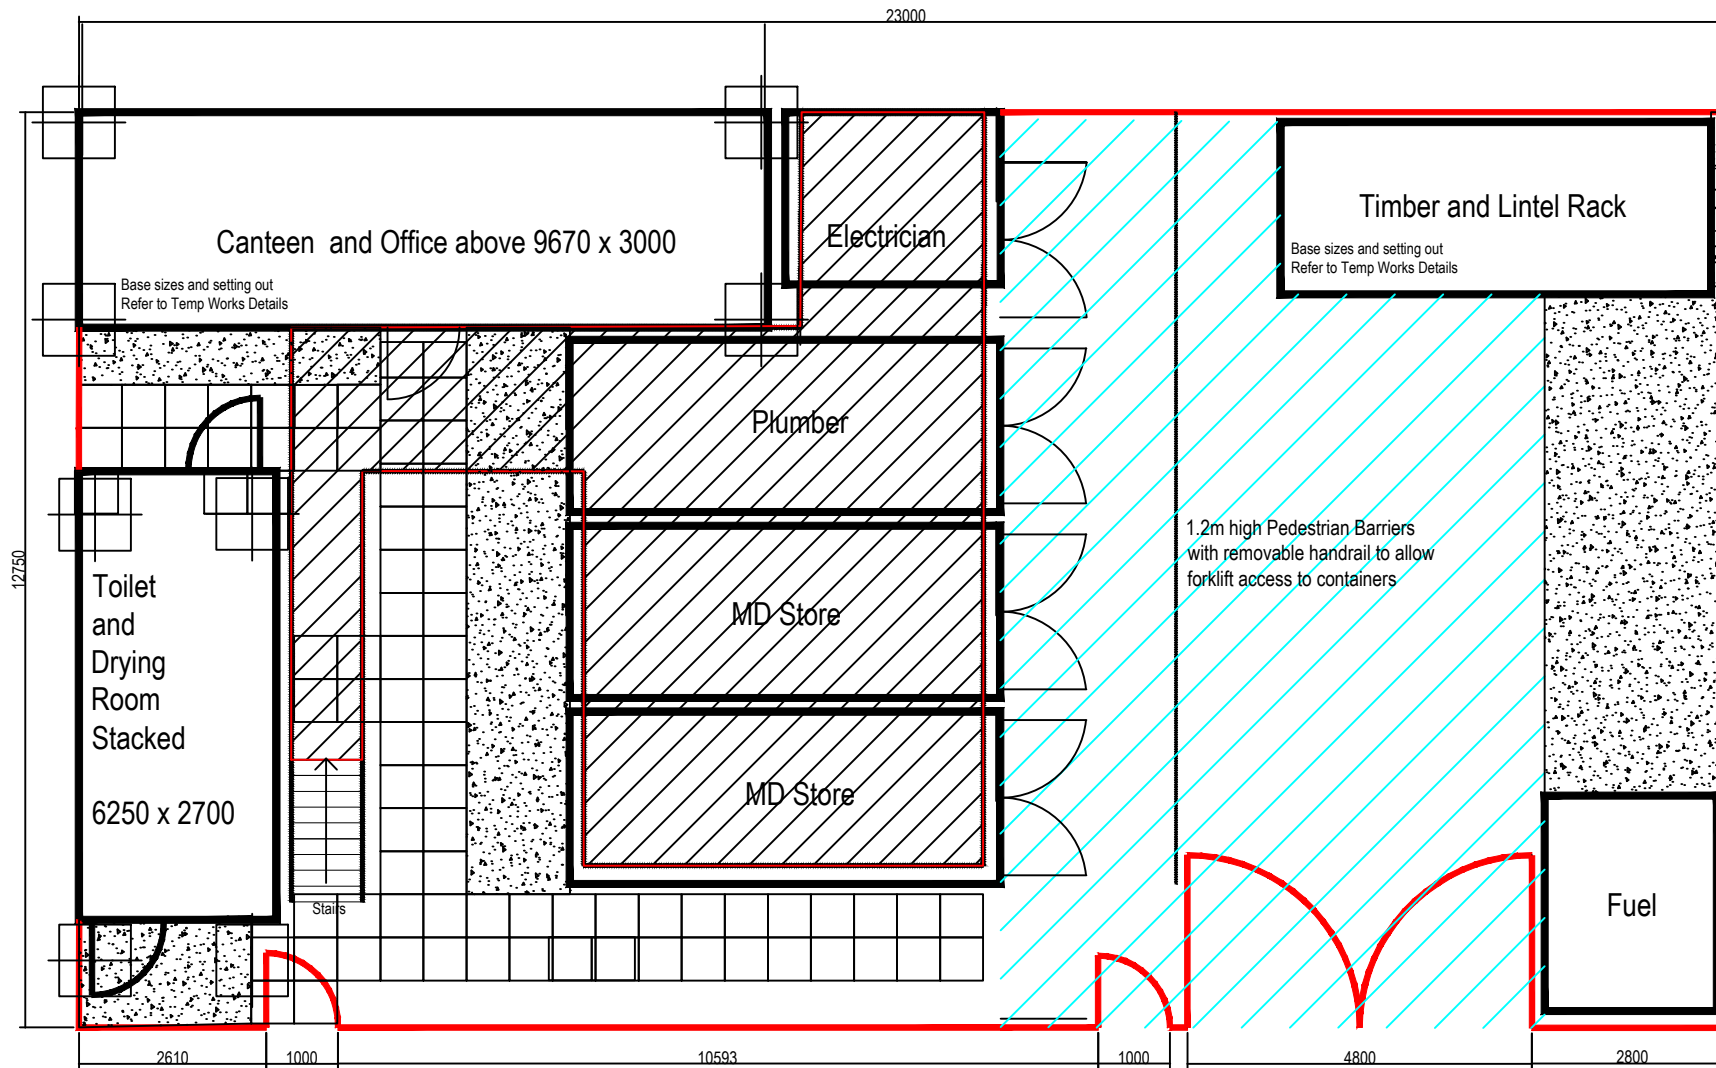 23000
12750
Canteen and Office above 9670 x 3000
Base sizes and setting out
Refer to Temp Works Details
Electrician
Timber and Lintel Rack
Base sizes and setting out
Refer to Temp Works Details
Plumber
1.2m high Pedestrian Barriers
with removable handrail to allow
forklift access to containers
Toilet
and
Drying
Room
Stacked
6250 x 2700
MD Store
MD Store
Stairs
Fuel
2610
1000
10593
1000
4800
2800